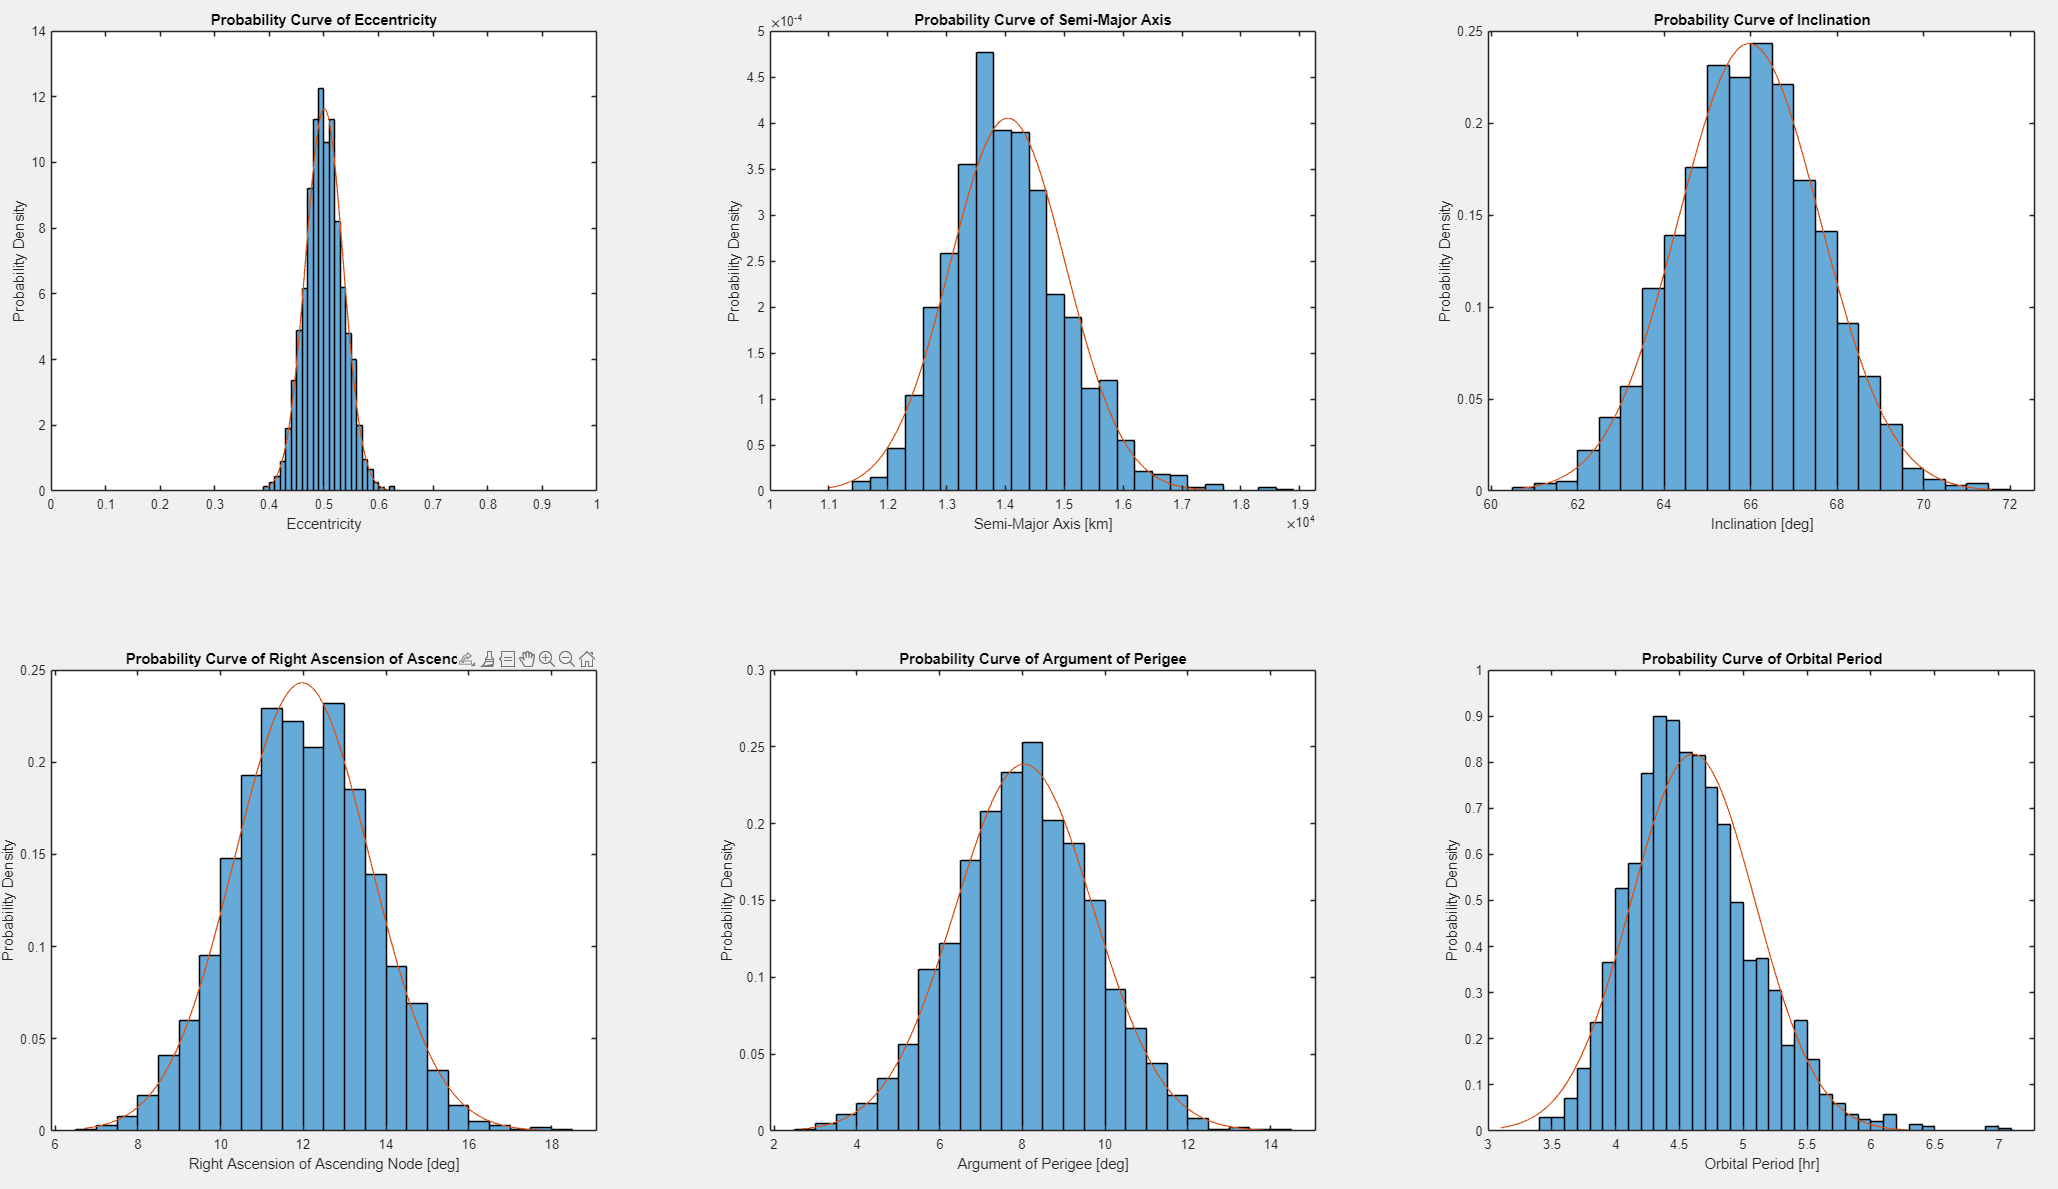 Probability Curve of Eccentricity
14
12
10
8
6
4
2
0
Probability Density
0 0.1 0.2 0.3 0.4 0.5 0.6 0.7 0.8 0.9 1
Eccentricity
Probability Curve of Semi-Major Axis
×10-4
5
4.5
4
3.5
3
2.5
2
1.5
1
0.5
0
Probability Density
1 1.1 1.2 1.3 1.4 1.5 1.6 1.7 1.8 1.9
Semi-Major Axis [km]
×10⁴
Probability Curve of Inclination
0.25
0.2
0.15
0.1
0.05
0
Probability Density
60 62 64 66 68 70 72
Inclination [deg]
Probability Curve of Right Ascension of Ascenc
0.25
0.2
0.15
0.1
0.05
0
Probability Density
6 8 10 12 14 16 18
Right Ascension of Ascending Node [deg]
Probability Curve of Argument of Perigee
0.3
0.25
0.2
0.15
0.1
0.05
0
Probability Density
2 4 6 8 10 12 14
Argument of Perigee [deg]
Probability Curve of Orbital Period
1
0.9
0.8
0.7
0.6
0.5
0.4
0.3
0.2
0.1
0
Probability Density
3 3.5 4 4.5 5 5.5 6 6.5 7
Orbital Period [hr]